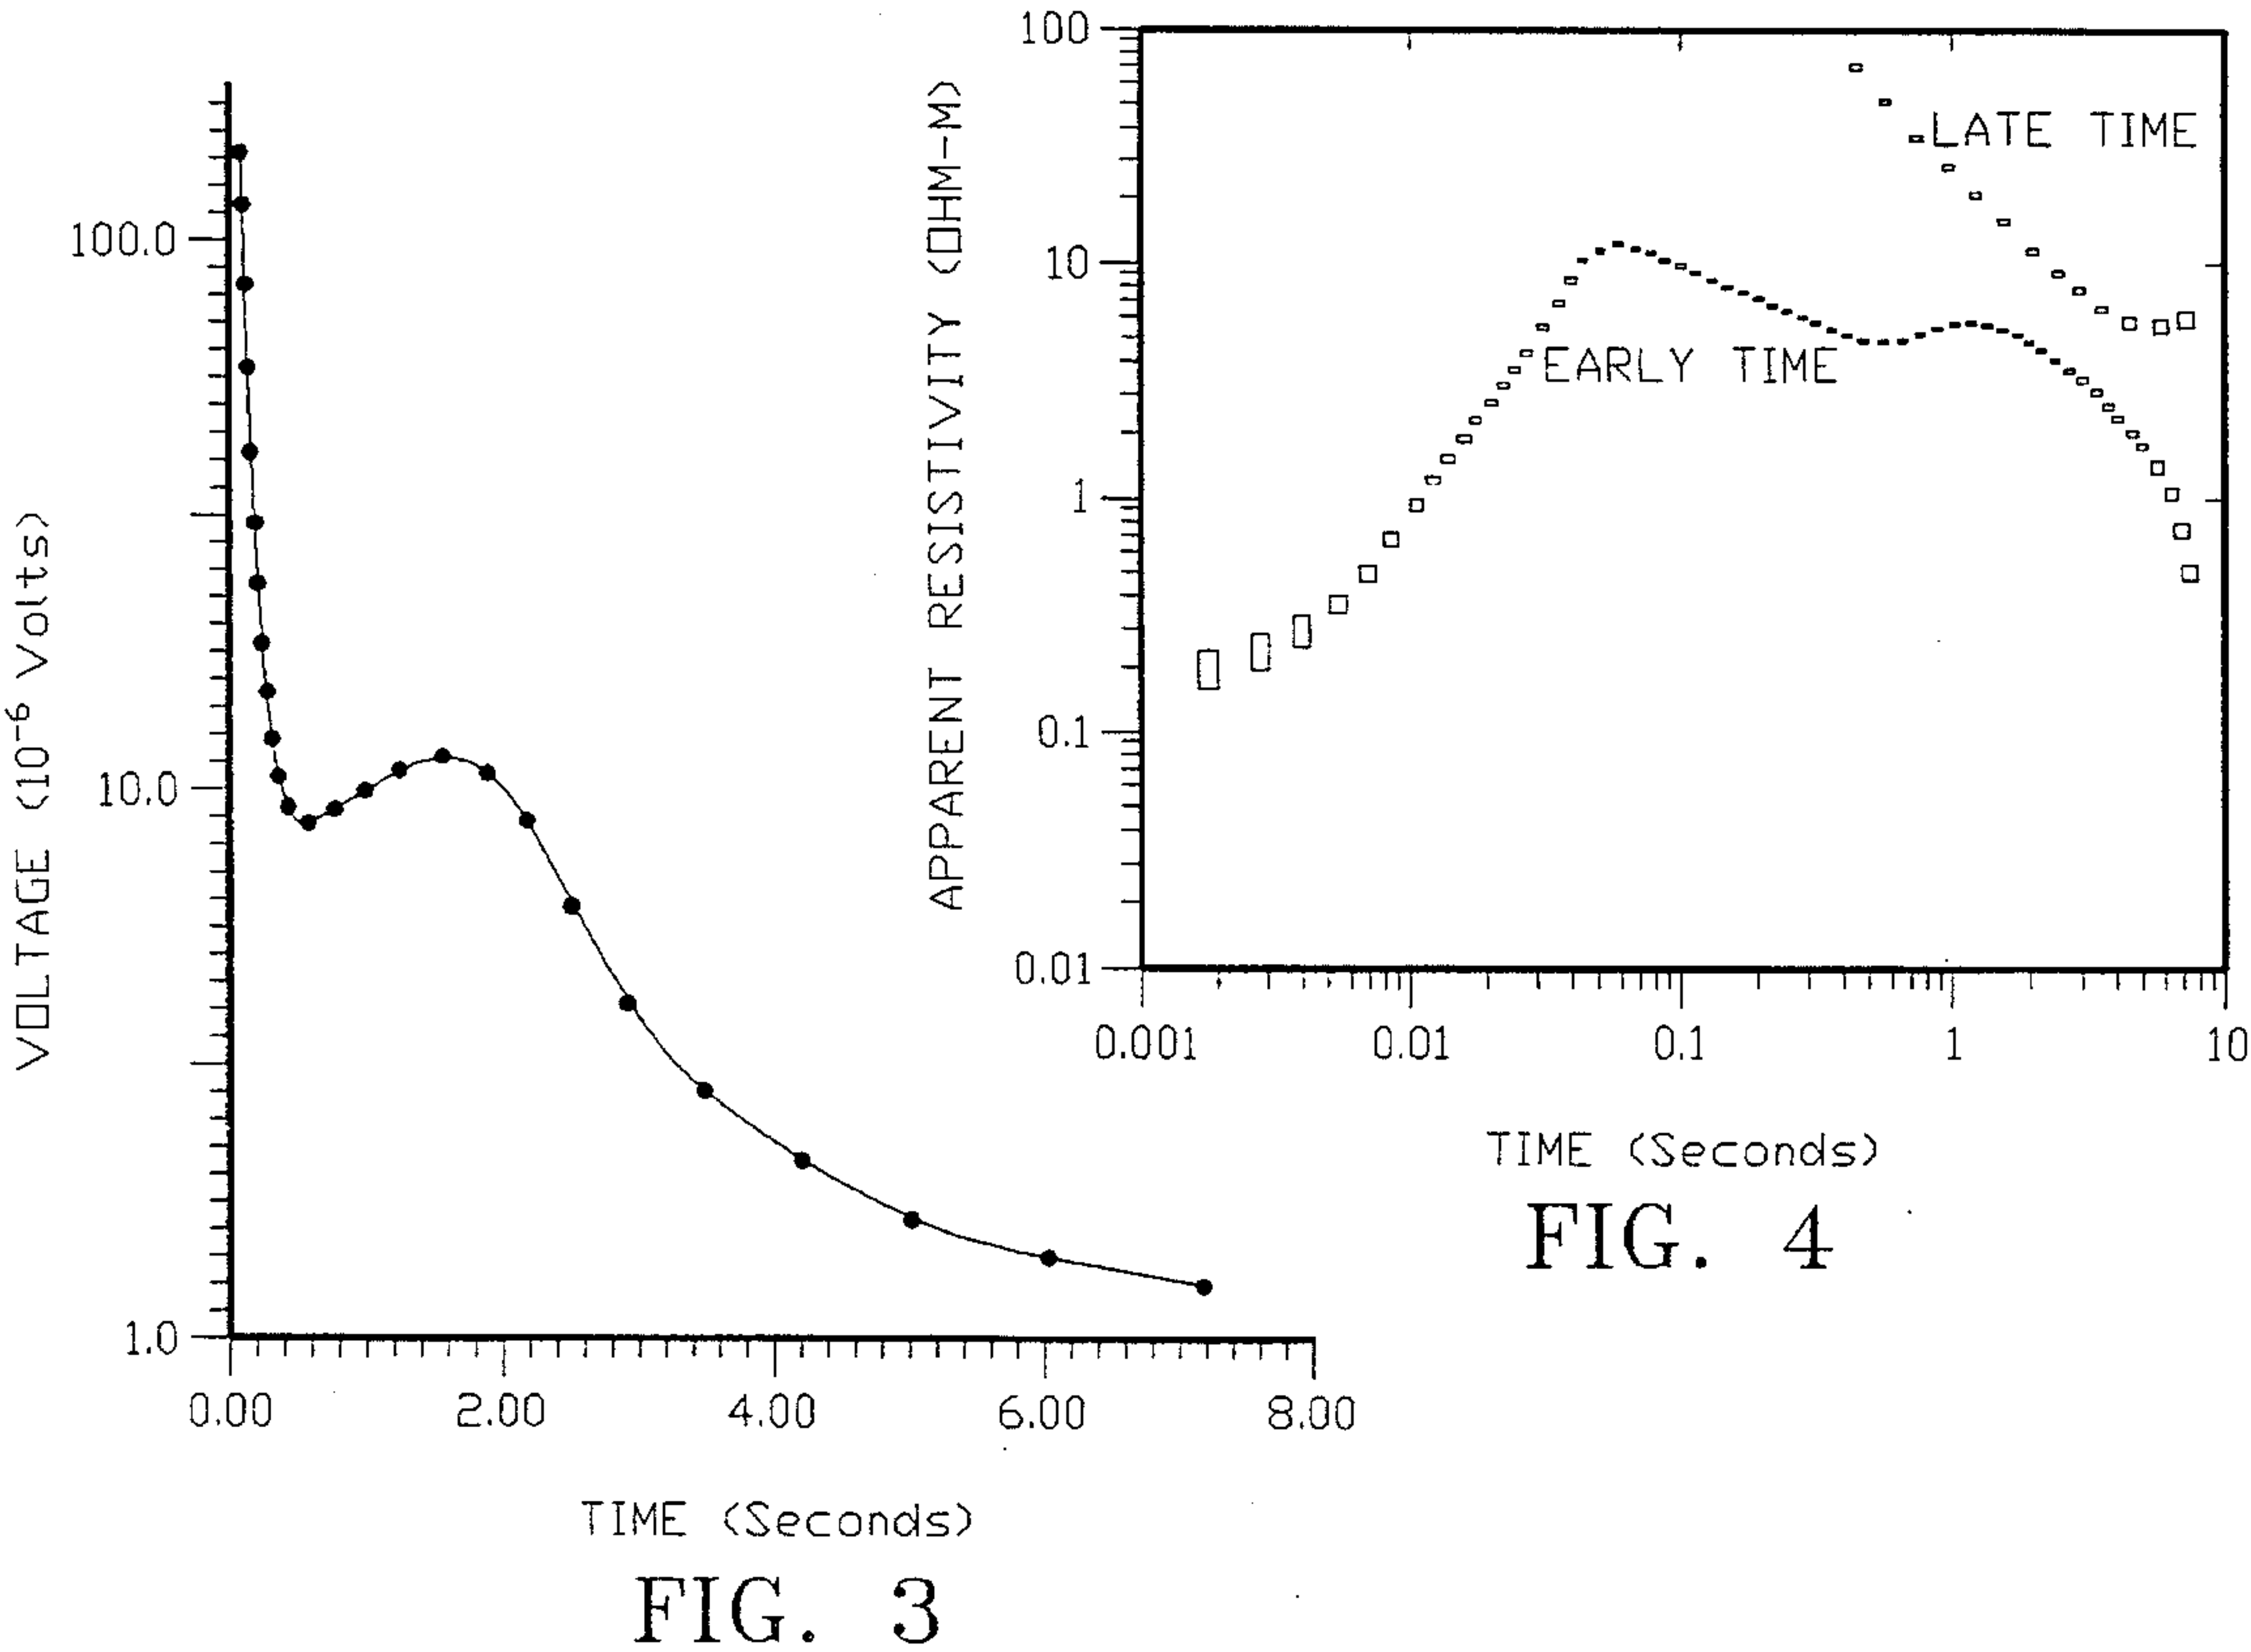 VOLTAGE (10⁻⁶ Volts)
100.0
10.0
1.0
0.00 2.00 4.00 6.00 8.00
TIME (Seconds)
FIG. 3
APPARENT RESISTIVITY (OHM-M)
100
10
1
0.1
0.01
LATE TIME
EARLY TIME
0.001 0.01 0.1 1 10
TIME (Seconds)
FIG. 4